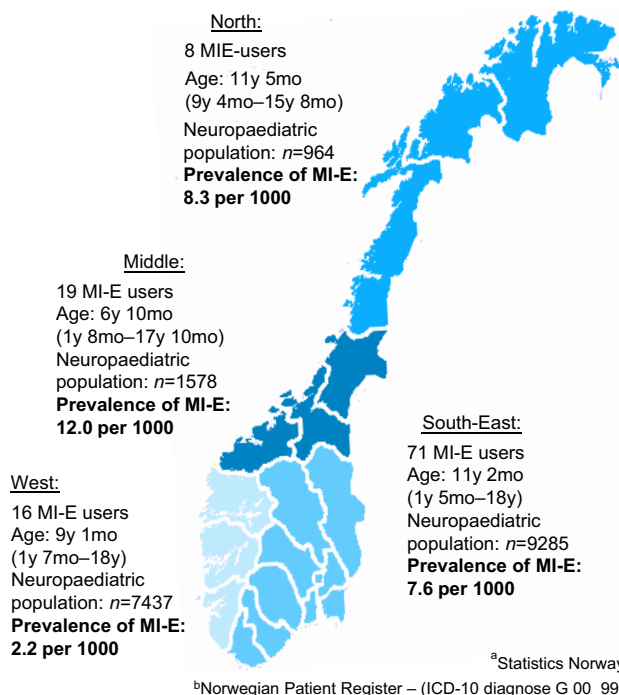 North:
8 MIE-users
Age: 11y 5mo
(9y 4mo–15y 8mo)
Neuropaediatric
population: n=964
Prevalence of MI-E:
8.3 per 1000
Middle:
19 MI-E users
Age: 6y 10mo
(1y 8mo–17y 10mo)
Neuropaediatric
population: n=1578
Prevalence of MI-E:
12.0 per 1000
South-East:
71 MI-E users
Age: 11y 2mo
(1y 5mo–18y)
Neuropaediatric
population: n=9285
Prevalence of MI-E:
7.6 per 1000
West:
16 MI-E users
Age: 9y 1mo
(1y 7mo–18y)
Neuropaediatric
population: n=7437
Prevalence of MI-E:
2.2 per 1000
aStatistics Norway
bNorwegian Patient Register – (ICD-10 diagnose G 00 99